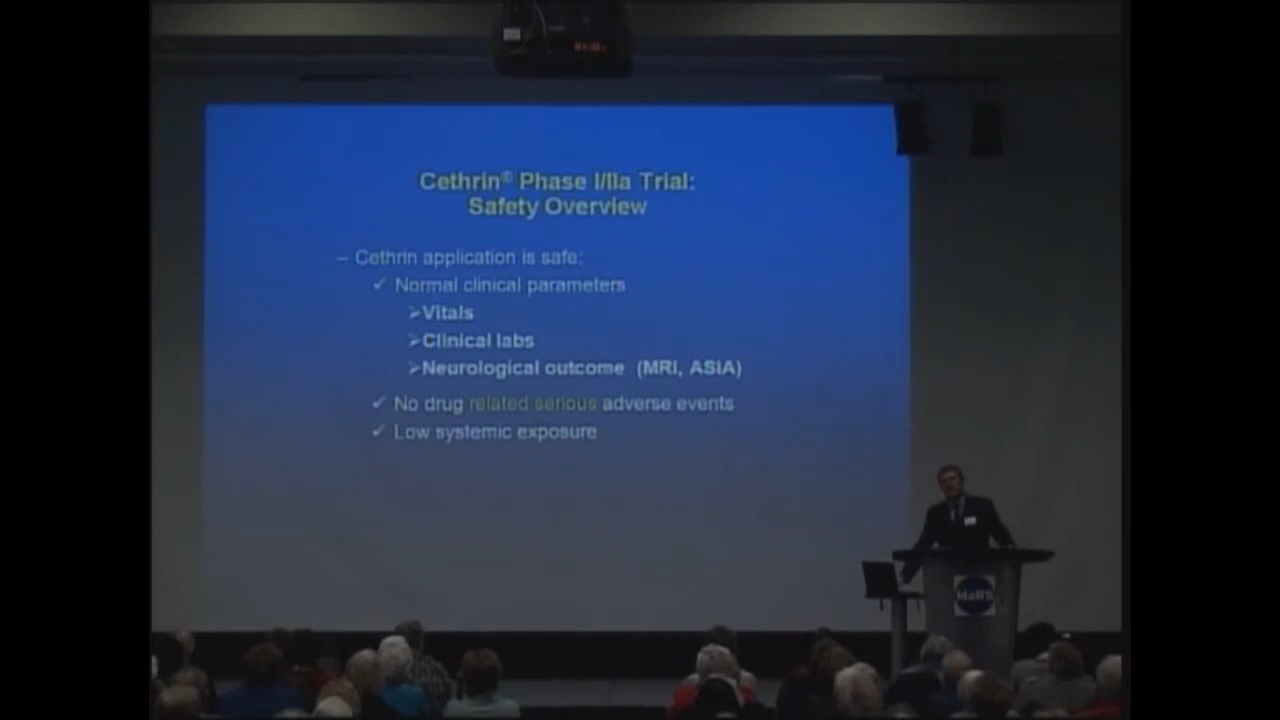 Cethrin® Phase I/IIa Trial:
Safety Overview
– Cethrin application is safe:
✓ Normal clinical parameters
➢Vitals
➢Clinical labs
➢Neurological outcome (MRI, ASIA)
✓ No drug related serious adverse events
✓ Low systemic exposure
MaRS